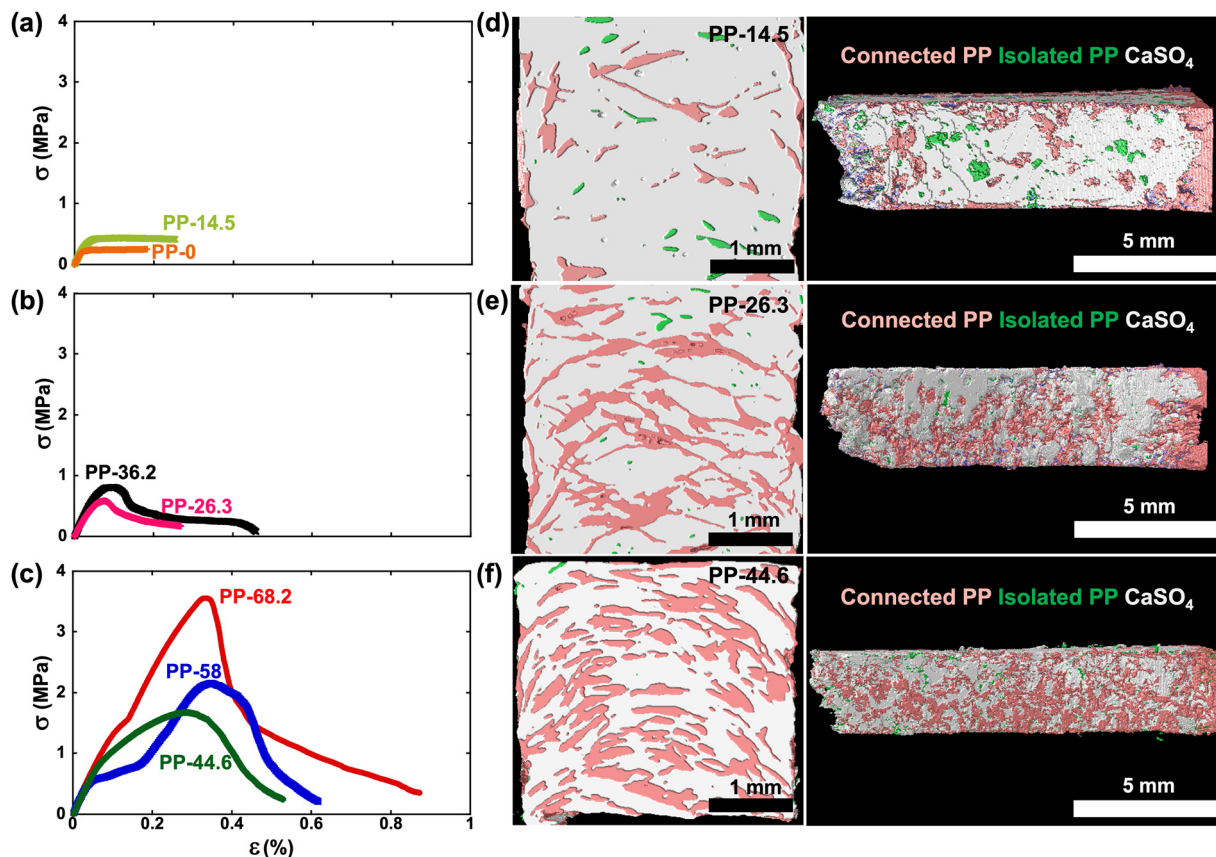 (a)
4
3
2
1
0
σ (MPa)
PP-14.5
PP-0
(b)
4
3
2
1
0
σ (MPa)
PP-36.2
PP-26.3
(c)
4
3
2
1
0
σ (MPa)
PP-68.2
PP-58
PP-44.6
0 0.2 0.4 0.6 0.8 1
ε (%)
(d)
PP-14.5
1 mm
Connected PP Isolated PP CaSO₄
5 mm
(e)
PP-26.3
1 mm
Connected PP Isolated PP CaSO₄
5 mm
(f)
PP-44.6
1 mm
Connected PP Isolated PP CaSO₄
5 mm